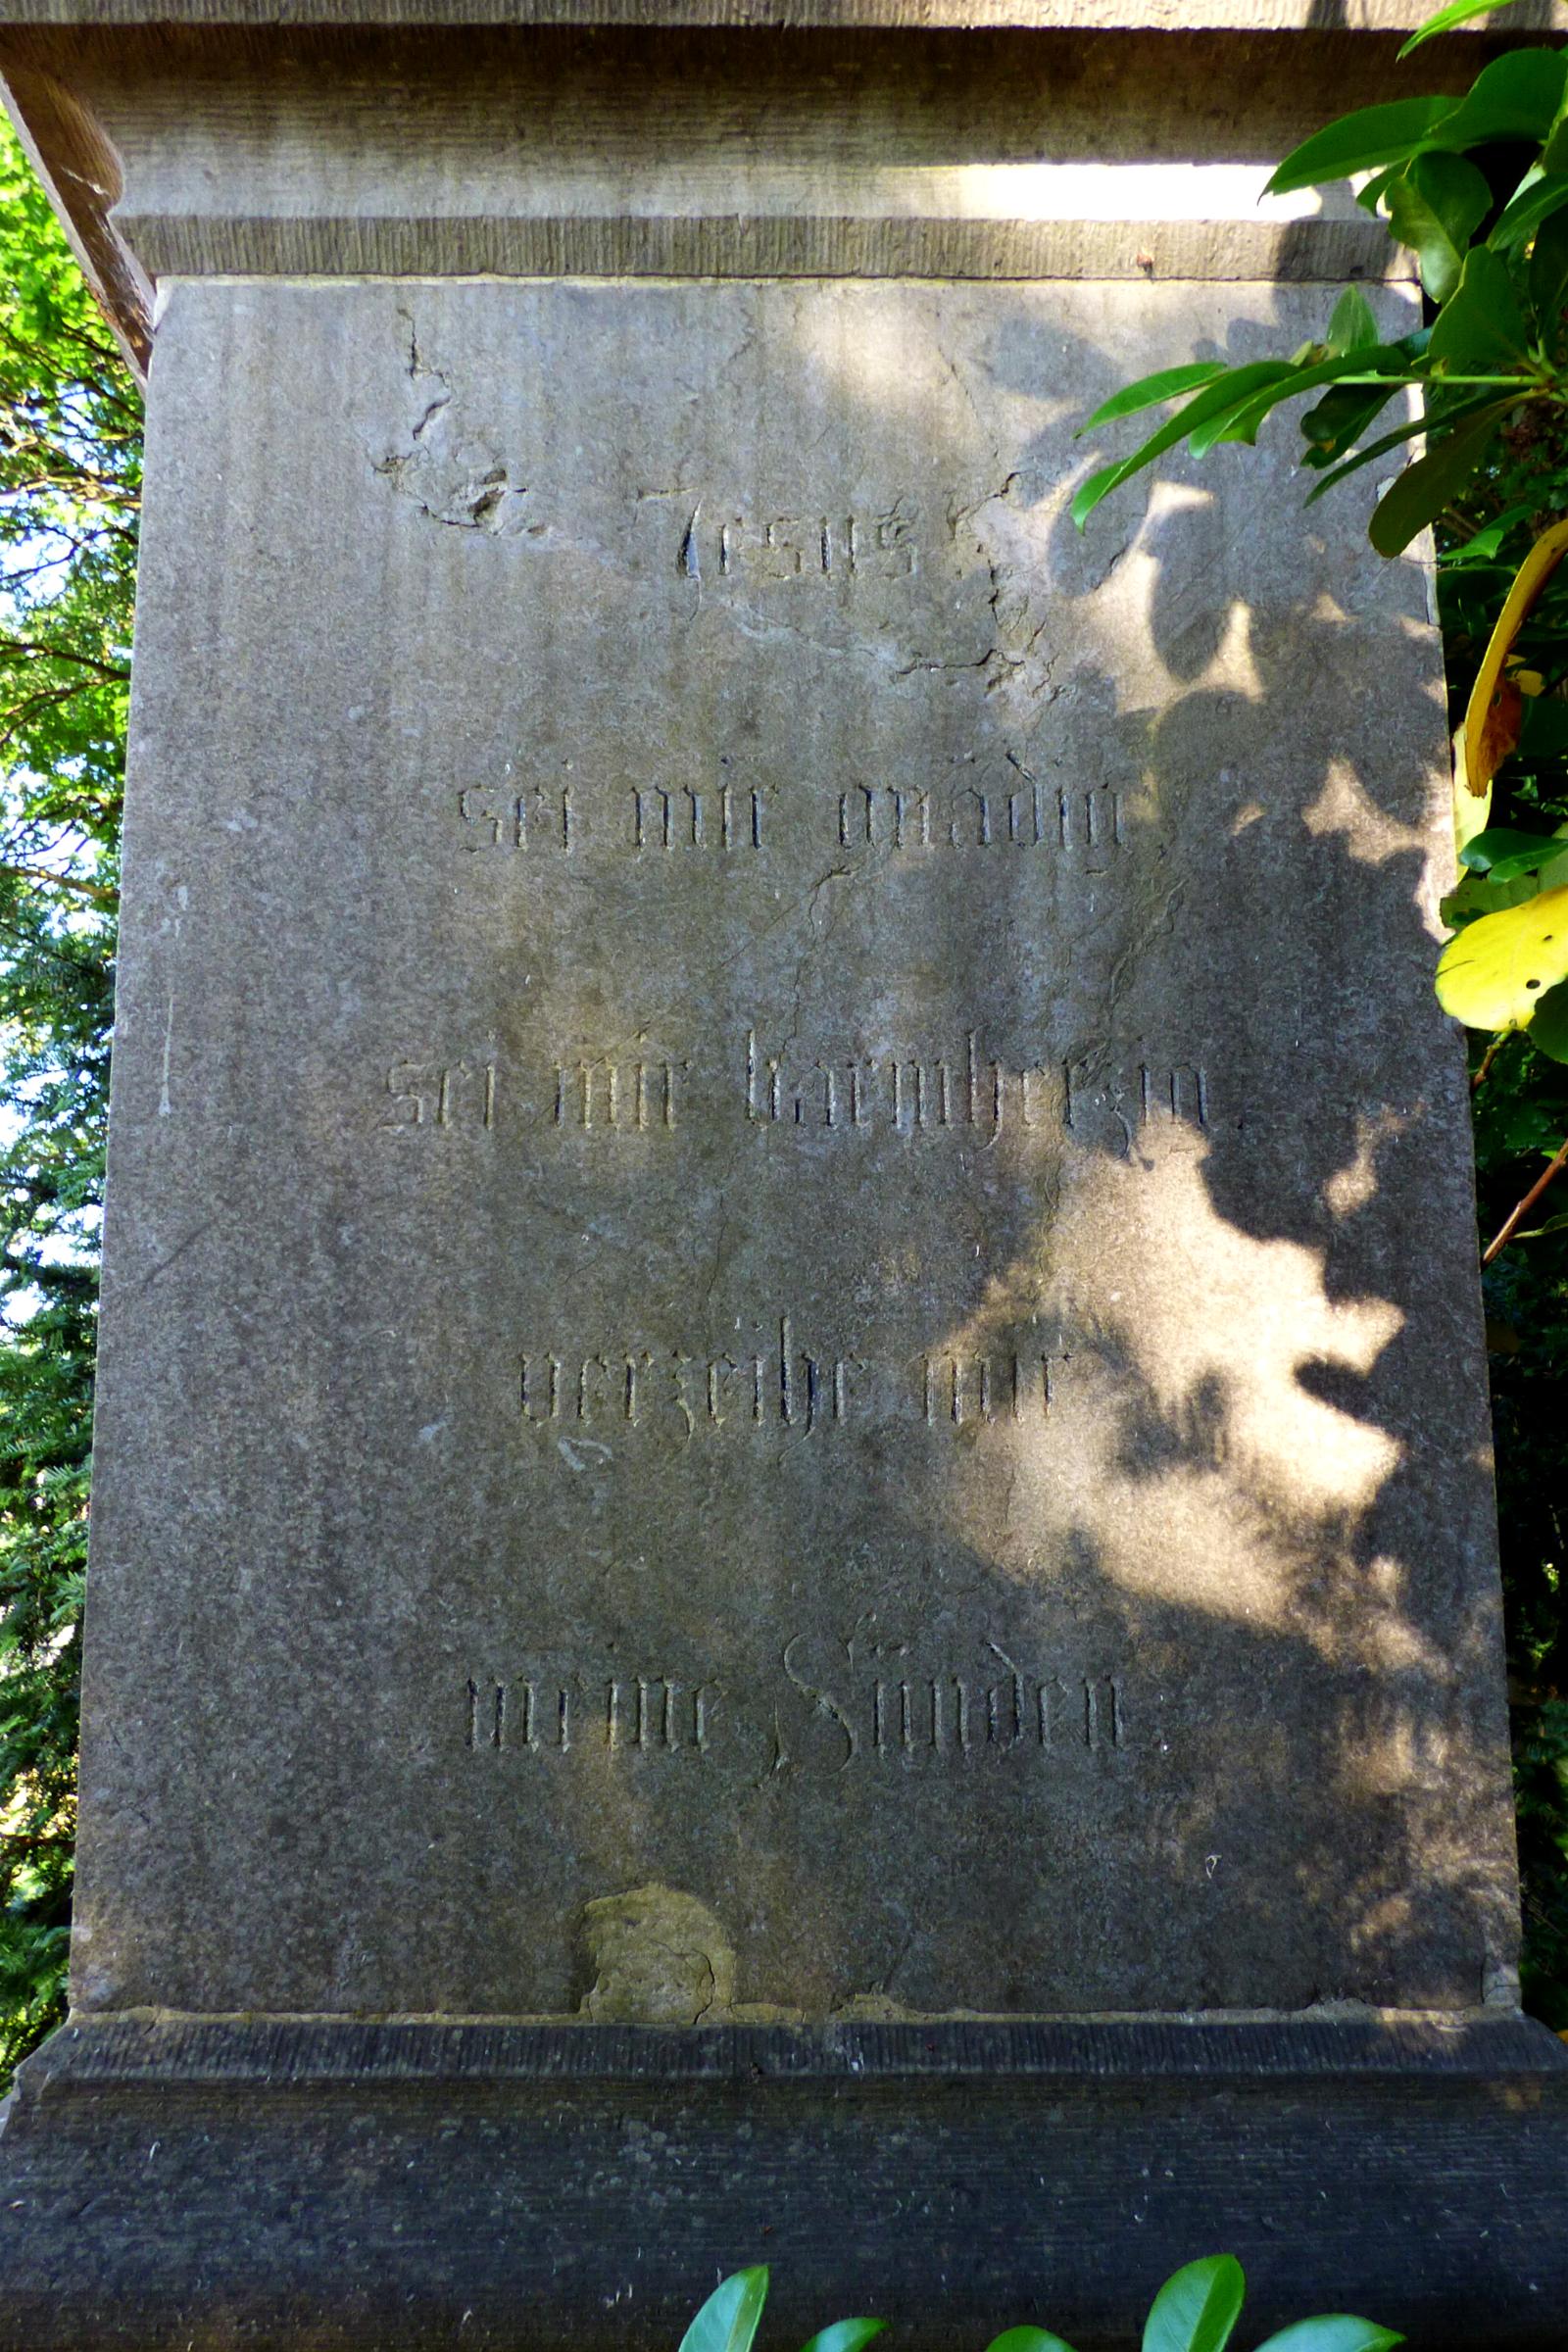 Jesus!
sei mir gnädig,
sei mir barmherzig,
verzeihe mir
meine Sünden.